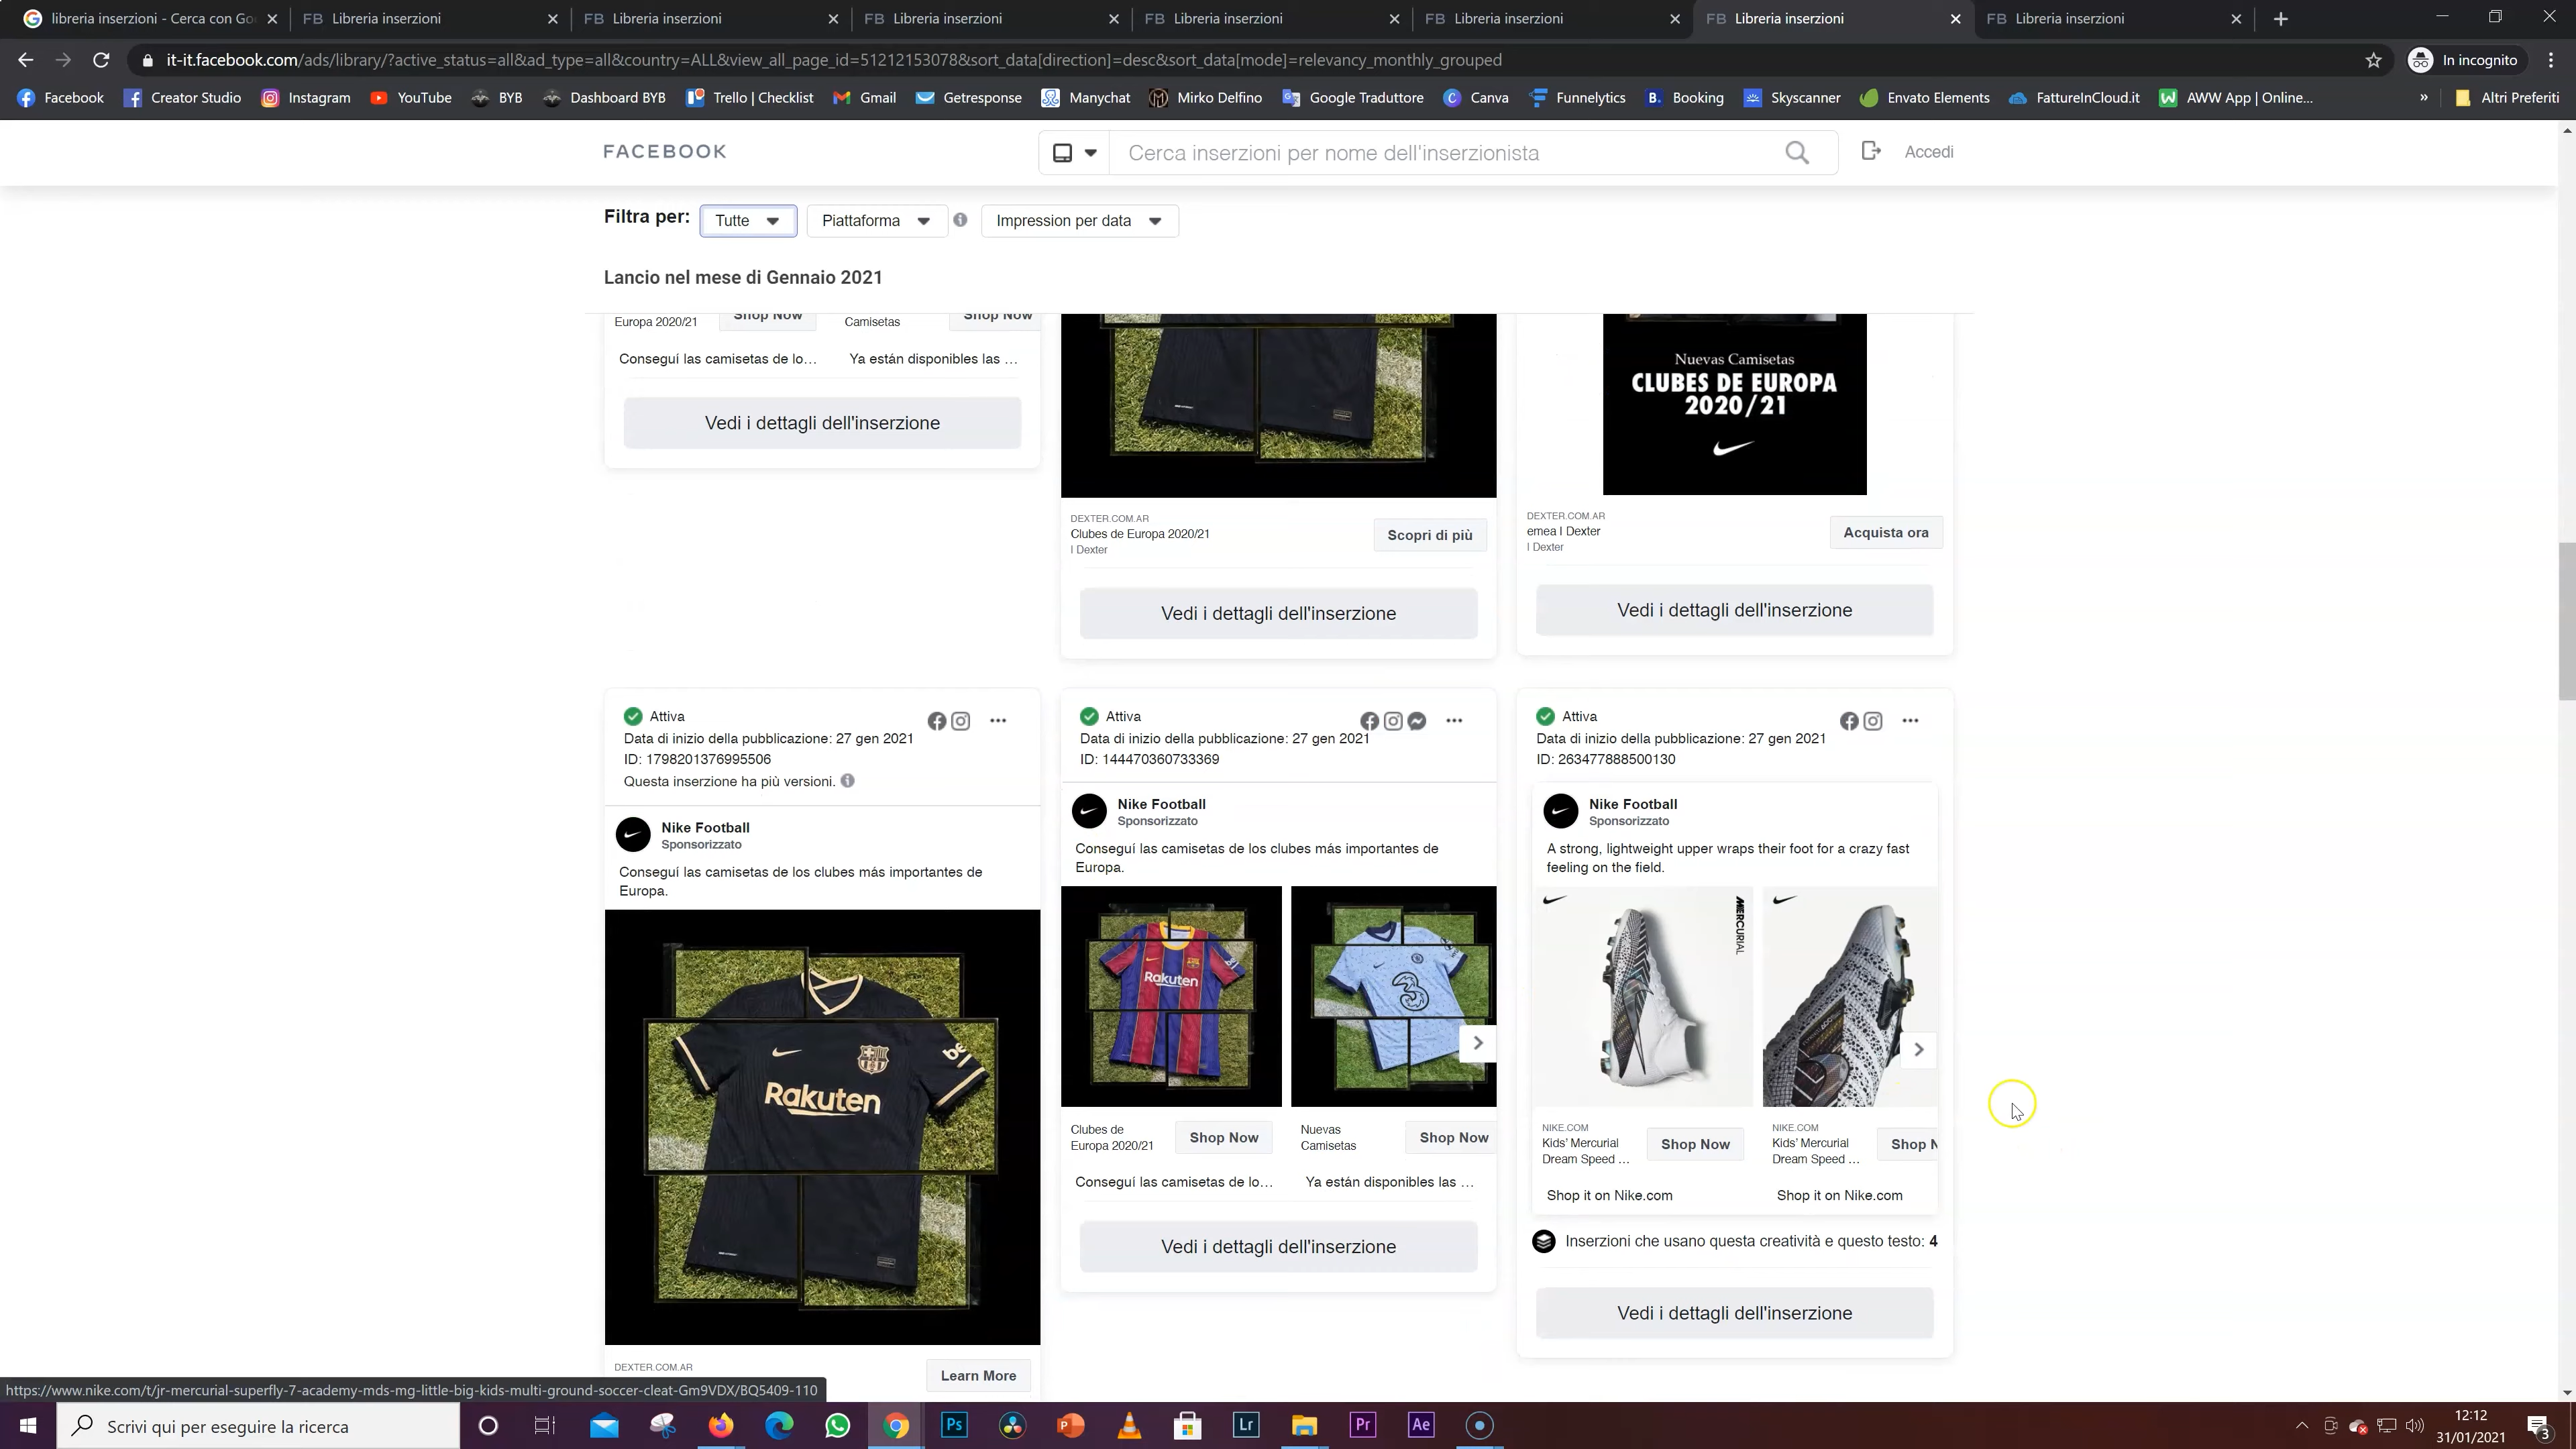 libreria inserzioni - Cerca con Go
FB Libreria inserzioni
FB Libreria inserzioni
FB Libreria inserzioni
FB Libreria inserzioni
FB Libreria inserzioni
FB Libreria inserzioni
FB Libreria inserzioni
it-it.facebook.com/ads/library/?active_status=all&ad_type=all&country=ALL&view_all_page_id=51212153078&sort_data[direction]=desc&sort_data[mode]=relevancy_monthly_grouped
In incognito
Facebook
Creator Studio
Instagram
YouTube
BYB
Dashboard BYB
Trello | Checklist
Gmail
Getresponse
Manychat
Mirko Delfino
Google Traduttore
Canva
Funnelytics
Booking
Skyscanner
Envato Elements
FattureInCloud.it
AWW App | Online...
»
Altri Preferiti
FACEBOOK
Cerca inserzioni per nome dell'inserzionista
Accedi
Filtra per:
Tutte
Piattaforma
Impression per data
Lancio nel mese di Gennaio 2021
Europa 2020/21
Shop Now
Camisetas
Shop Now
Conseguí las camisetas de lo...
Ya están disponibles las ...
Vedi i dettagli dell'inserzione
DEXTER.COM.AR
Clubes de Europa 2020/21
| Dexter
Scopri di più
Vedi i dettagli dell'inserzione
Nuevas Camisetas
CLUBES DE EUROPA
2020/21
DEXTER.COM.AR
emea I Dexter
| Dexter
Acquista ora
Vedi i dettagli dell'inserzione
Attiva
Data di inizio della pubblicazione: 27 gen 2021
ID: 1798201376995506
Questa inserzione ha più versioni.
Nike Football
Sponsorizzato
Conseguí las camisetas de los clubes más importantes de
Europa.
be
Rakuten
DEXTER.COM.AR
Learn More
Attiva
Data di inizio della pubblicazione: 27 gen 2021
ID: 144470360733369
Nike Football
Sponsorizzato
Conseguí las camisetas de los clubes más importantes de
Europa.
Rakuten
3
Clubes de
Europa 2020/21
Shop Now
Nuevas
Camisetas
Shop Now
Conseguí las camisetas de lo...
Ya están disponibles las ...
Vedi i dettagli dell'inserzione
Attiva
Data di inizio della pubblicazione: 27 gen 2021
ID: 263477888500130
Nike Football
Sponsorizzato
A strong, lightweight upper wraps their foot for a crazy fast
feeling on the field.
MERCURIAL
NIKE.COM
Kids' Mercurial
Dream Speed ...
Shop Now
NIKE.COM
Kids' Mercurial
Dream Speed ...
Shop N
Shop it on Nike.com
Shop it on Nike.com
Inserzioni che usano questa creatività e questo testo: 4
Vedi i dettagli dell'inserzione
https://www.nike.com/t/jr-mercurial-superfly-7-academy-mds-mg-little-big-kids-multi-ground-soccer-cleat-Gm9VDX/BQ5409-110
Scrivi qui per eseguire la ricerca
Ps
Lr
Pr
Ae
12:12
31/01/2021
3